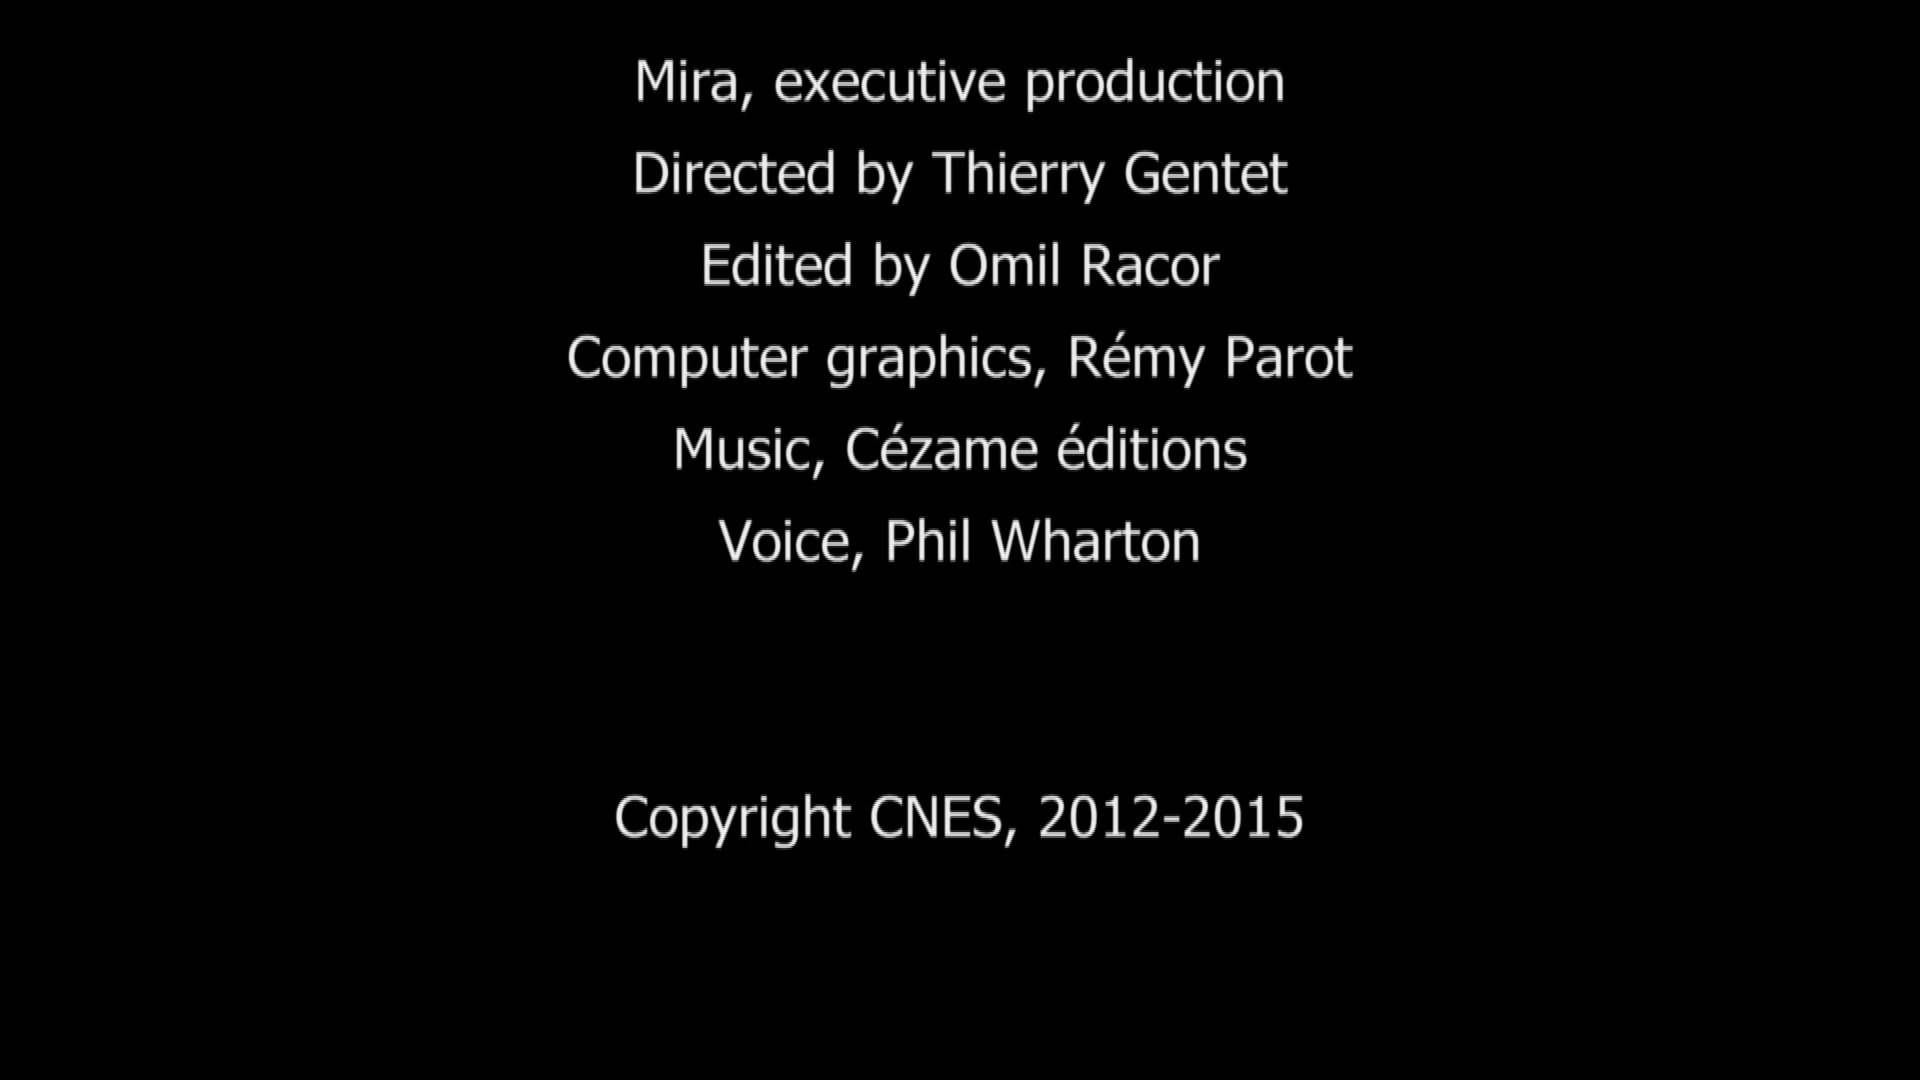 Mira, executive production
Directed by Thierry Gentet
Edited by Omil Racor
Computer graphics, Rémy Parot
Music, Cézame éditions
Voice, Phil Wharton
Copyright CNES, 2012-2015